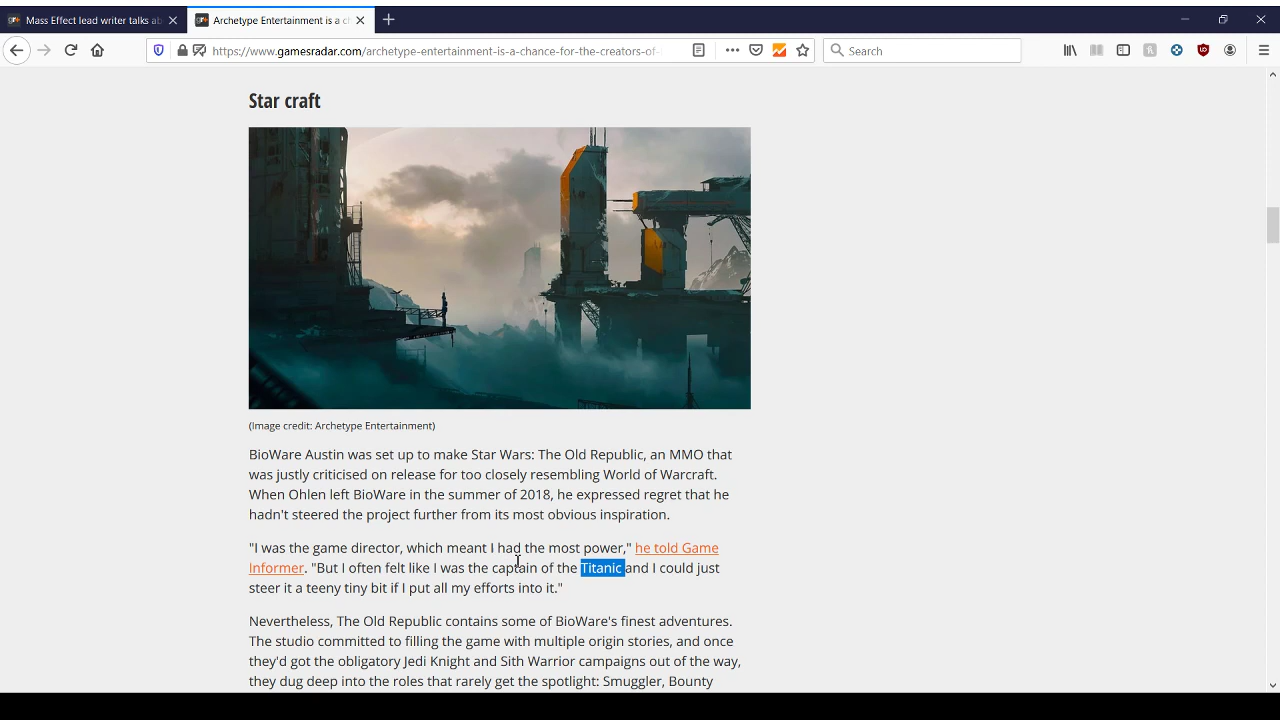 Mass Effect lead writer talks ab
Archetype Entertainment is a c
https://www.gamesradar.com/archetype-entertainment-is-a-chance-for-the-creators-of-
Search
Star craft
(Image credit: Archetype Entertainment)
BioWare Austin was set up to make Star Wars: The Old Republic, an MMO that
was justly criticised on release for too closely resembling World of Warcraft.
When Ohlen left BioWare in the summer of 2018, he expressed regret that he
hadn't steered the project further from its most obvious inspiration.
"I was the game director, which meant I had the most power," he told Game
Informer. "But I often felt like I was the captain of the Titanic and I could just
steer it a teeny tiny bit if I put all my efforts into it."
Nevertheless, The Old Republic contains some of BioWare's finest adventures.
The studio committed to filling the game with multiple origin stories, and once
they'd got the obligatory Jedi Knight and Sith Warrior campaigns out of the way,
they dug deep into the roles that rarely get the spotlight: Smuggler, Bounty